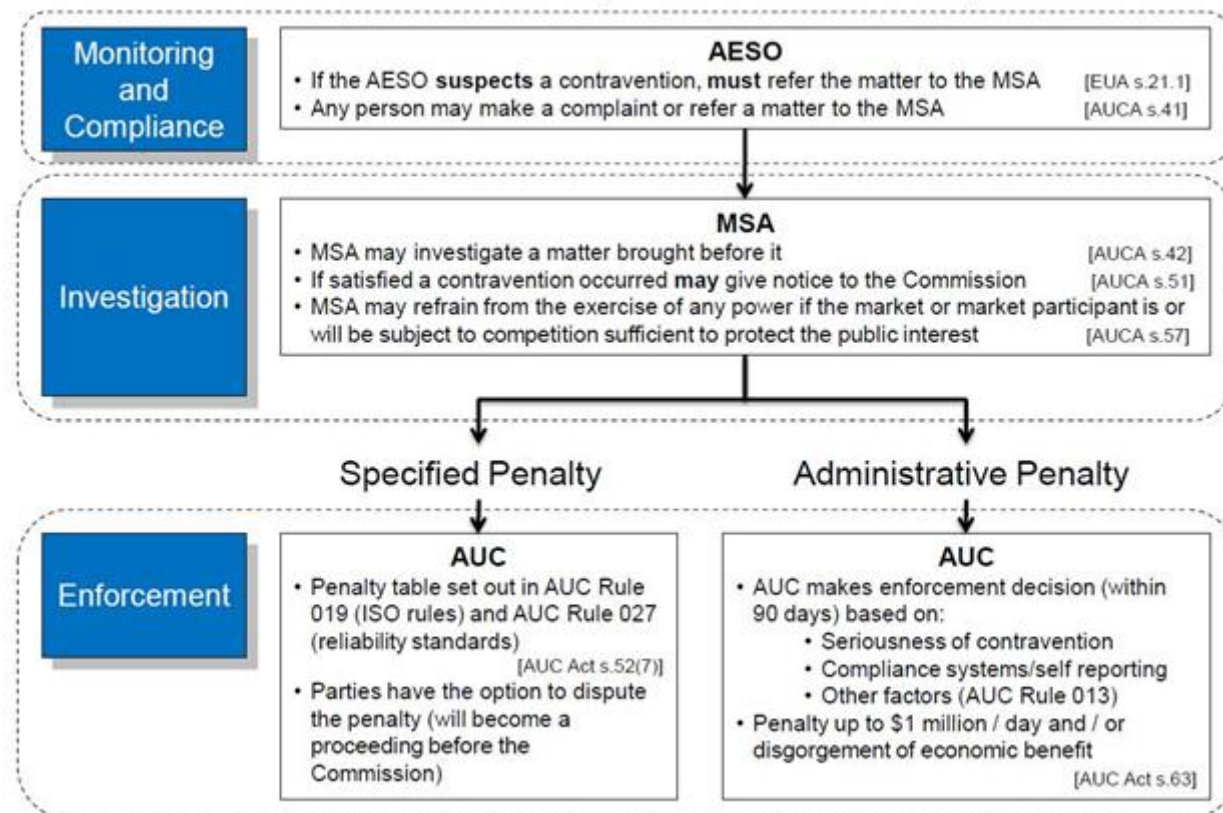 Monitoring
and
Compliance
AESO
• If the AESO suspects a contravention, must refer the matter to the MSA [EUA s.21.1]
• Any person may make a complaint or refer a matter to the MSA [AUCA s.41]
Investigation
MSA
• MSA may investigate a matter brought before it [AUCA s.42]
• If satisfied a contravention occurred may give notice to the Commission [AUCA s.51]
• MSA may refrain from the exercise of any power if the market or market participant is or
will be subject to competition sufficient to protect the public interest [AUCA s.57]
Specified Penalty
Administrative Penalty
Enforcement
AUC
• Penalty table set out in AUC Rule
019 (ISO rules) and AUC Rule 027
(reliability standards)
[AUC Act s.52(7)]
• Parties have the option to dispute
the penalty (will become a
proceeding before the
Commission)
AUC
• AUC makes enforcement decision (within
90 days) based on:
• Seriousness of contravention
• Compliance systems/self reporting
• Other factors (AUC Rule 013)
• Penalty up to $1 million / day and / or
disgorgement of economic benefit
[AUC Act s.63]